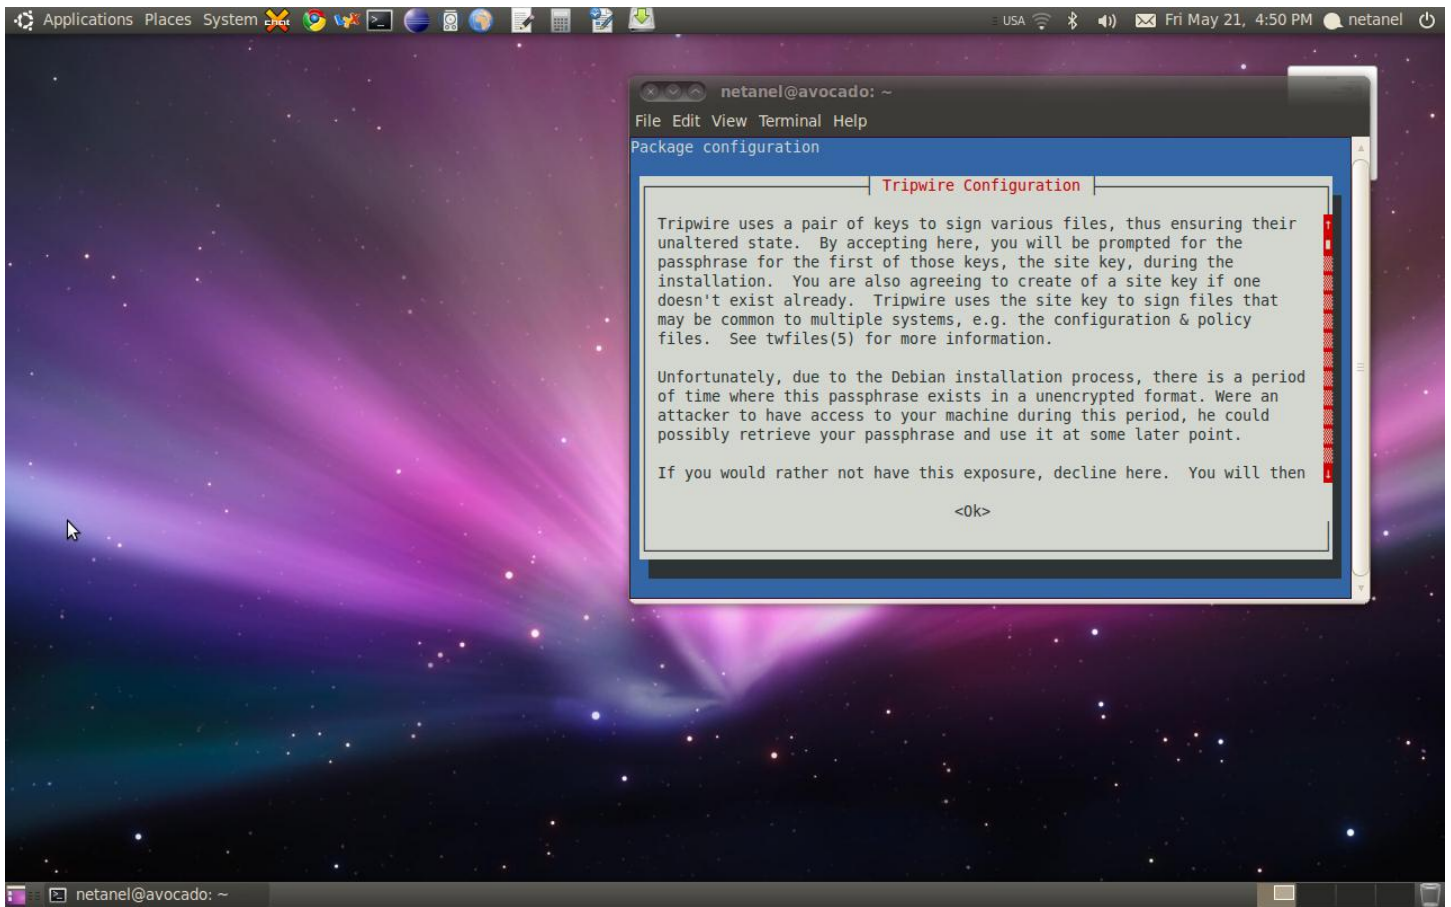 Applications Places System
USA
Fri May 21, 4:50 PM
netanel
netanel@avocado: ~
File Edit View Terminal Help
Package configuration
Tripwire Configuration
Tripwire uses a pair of keys to sign various files, thus ensuring their
unaltered state.  By accepting here, you will be prompted for the
passphrase for the first of those keys, the site key, during the
installation.  You are also agreeing to create of a site key if one
doesn't exist already.  Tripwire uses the site key to sign files that
may be common to multiple systems, e.g. the configuration & policy
files.  See twfiles(5) for more information.
Unfortunately, due to the Debian installation process, there is a period
of time where this passphrase exists in a unencrypted format. Were an
attacker to have access to your machine during this period, he could
possibly retrieve your passphrase and use it at some later point.
If you would rather not have this exposure, decline here.  You will then
<Ok>
netanel@avocado: ~